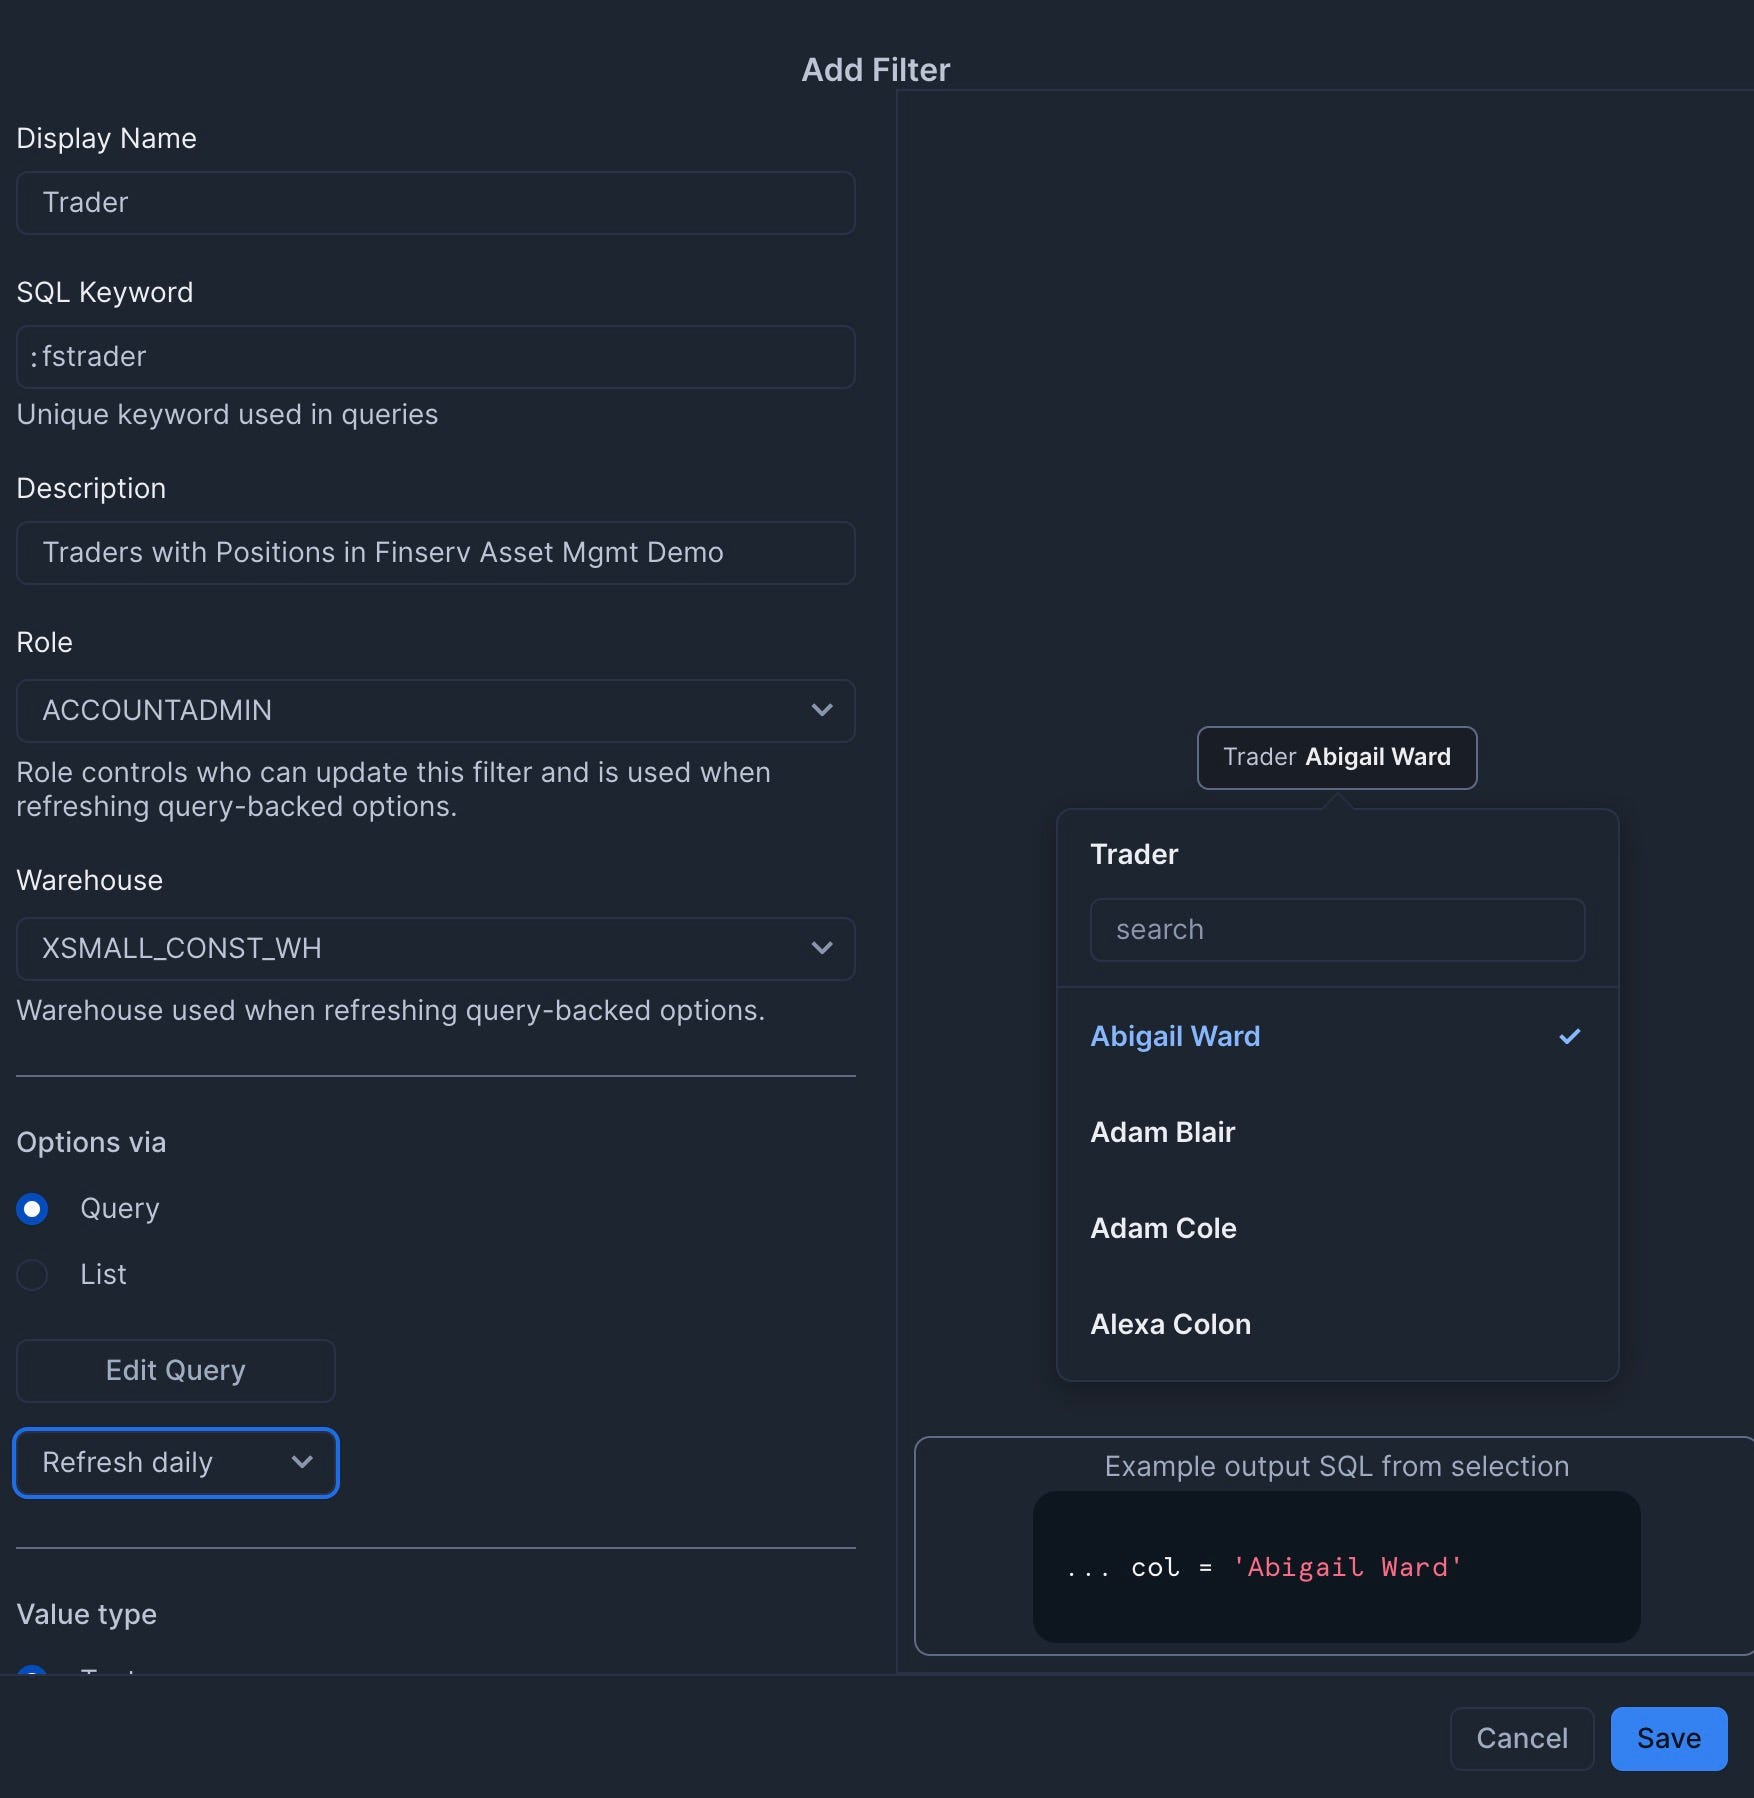 Add Filter
Display Name
Trader
SQL Keyword
:fstrader
Unique keyword used in queries
Description
Traders with Positions in Finserv Asset Mgmt Demo
Role
ACCOUNTADMIN
Role controls who can update this filter and is used when
refreshing query-backed options.
Warehouse
XSMALL_CONST_WH
Warehouse used when refreshing query-backed options.
Options via
Query
List
Edit Query
Refresh daily
Value type
Trader Abigail Ward
Trader
search
Abigail Ward
Adam Blair
Adam Cole
Alexa Colon
Example output SQL from selection
... col = 'Abigail Ward'
Cancel
Save